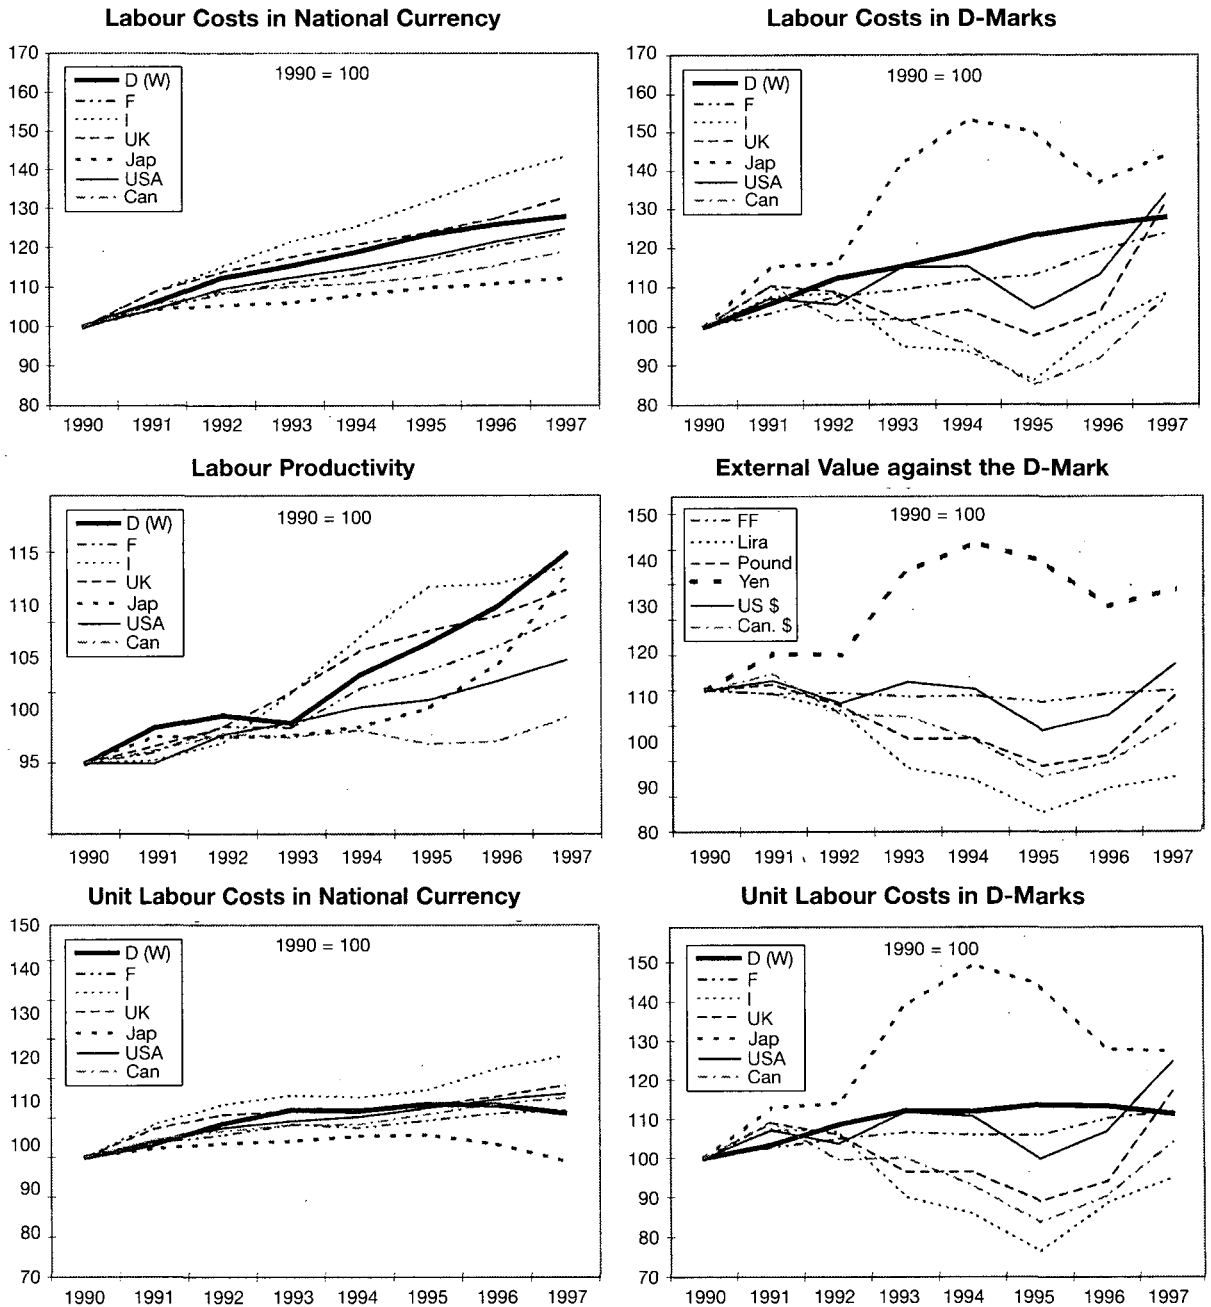 Labour Costs in National Currency
170
160
150
140
130
120
110
100
90
80
1990 = 100
D (W)
F
I
UK
Jap
USA
Can
1990 1991 1992 1993 1994 1995 1996 1997
Labour Costs in D-Marks
170
160
150
140
130
120
110
100
90
80
1990 = 100
D (W)
F
I
UK
Jap
USA
Can
1990 1991 1992 1993 1994 1995 1996 1997
Labour Productivity
115
110
105
100
95
1990 = 100
D (W)
F
I
UK
Jap
USA
Can
1990 1991 1992 1993 1994 1995 1996 1997
External Value against the D-Mark
150
140
130
120
110
100
90
80
1990 = 100
FF
Lira
Pound
Yen
US $
Can. $
1990 1991 1992 1993 1994 1995 1996 1997
Unit Labour Costs in National Currency
150
140
130
120
110
100
90
80
70
1990 = 100
D (W)
F
I
UK
Jap
USA
Can
1990 1991 1992 1993 1994 1995 1996 1997
Unit Labour Costs in D-Marks
150
140
130
120
110
100
90
80
70
1990 = 100
D (W)
F
I
UK
Jap
USA
Can
1990 1991 1992 1993 1994 1995 1996 1997